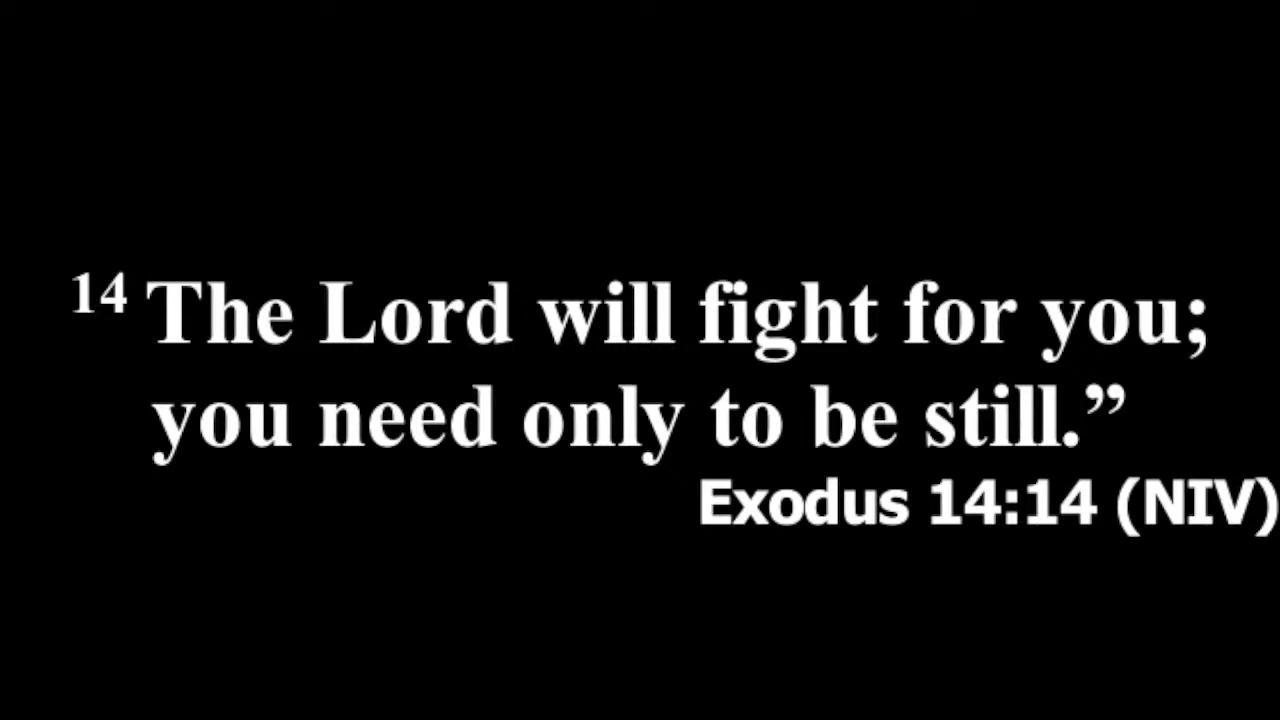 14 The Lord will fight for you;
you need only to be still.”
Exodus 14:14 (NIV)